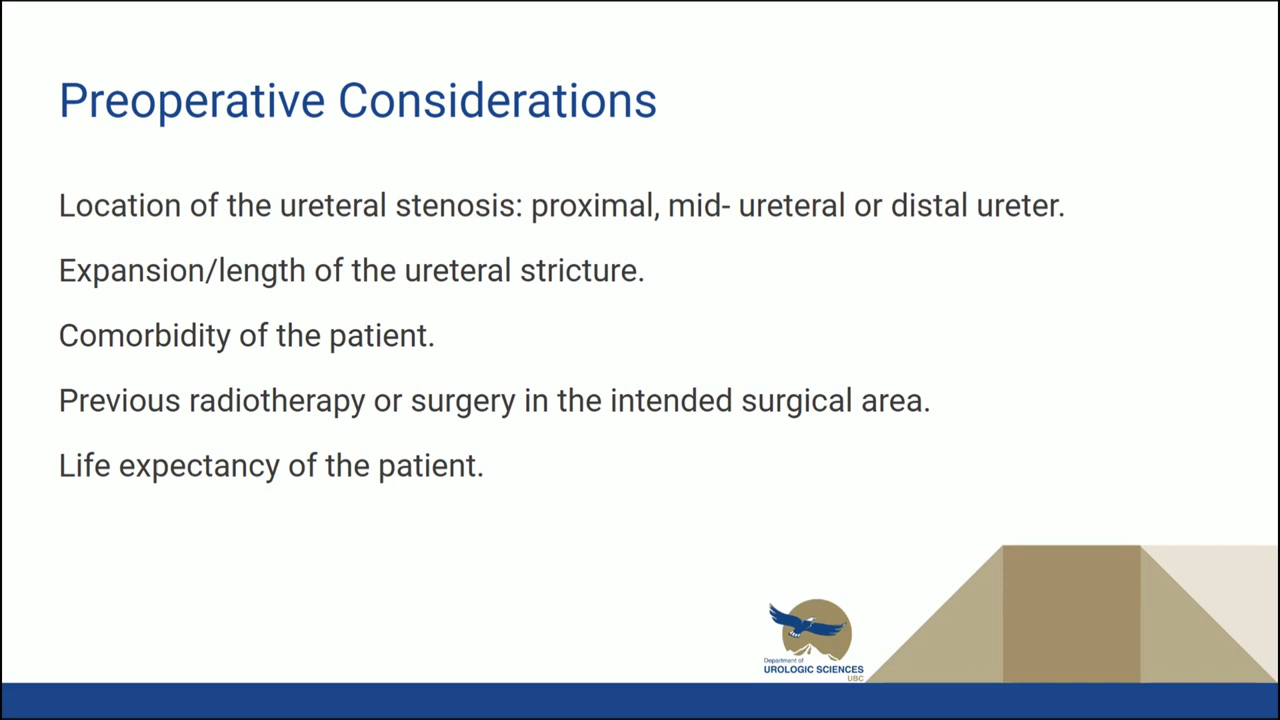 Preoperative Considerations
Location of the ureteral stenosis: proximal, mid- ureteral or distal ureter.
Expansion/length of the ureteral stricture.
Comorbidity of the patient.
Previous radiotherapy or surgery in the intended surgical area.
Life expectancy of the patient.
Department of
UROLOGIC SCIENCES
UBC